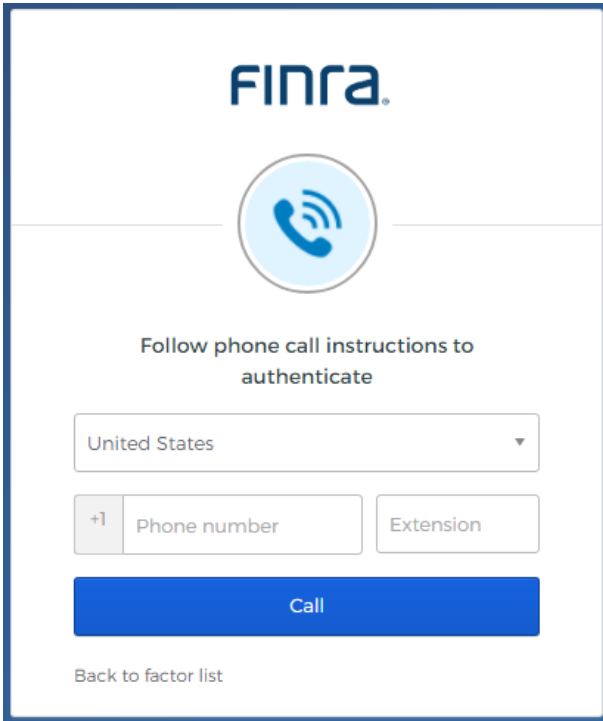 FINra®
Follow phone call instructions to
authenticate
United States
+1
Phone number
Extension
Call
Back to factor list